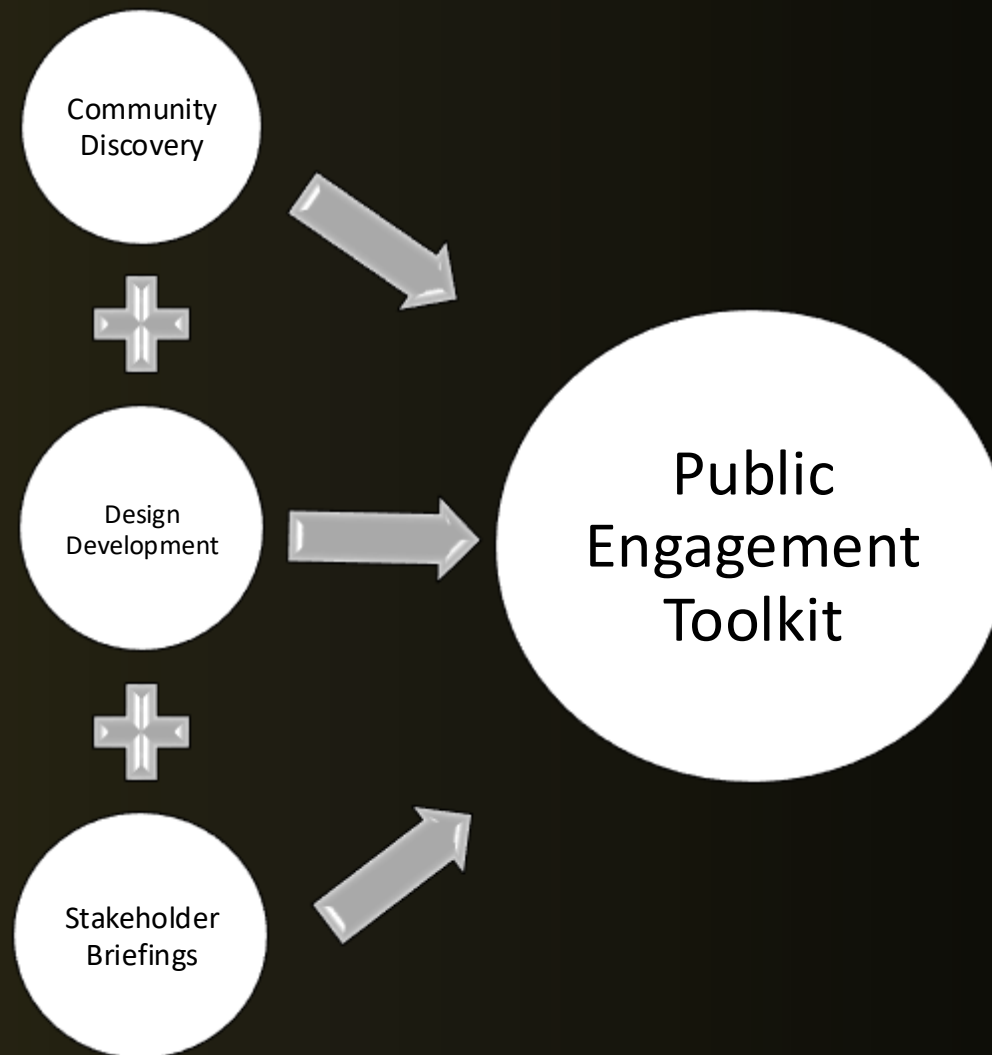 Community
Discovery
Design
Development
Stakeholder
Briefings
Public
Engagement
Toolkit